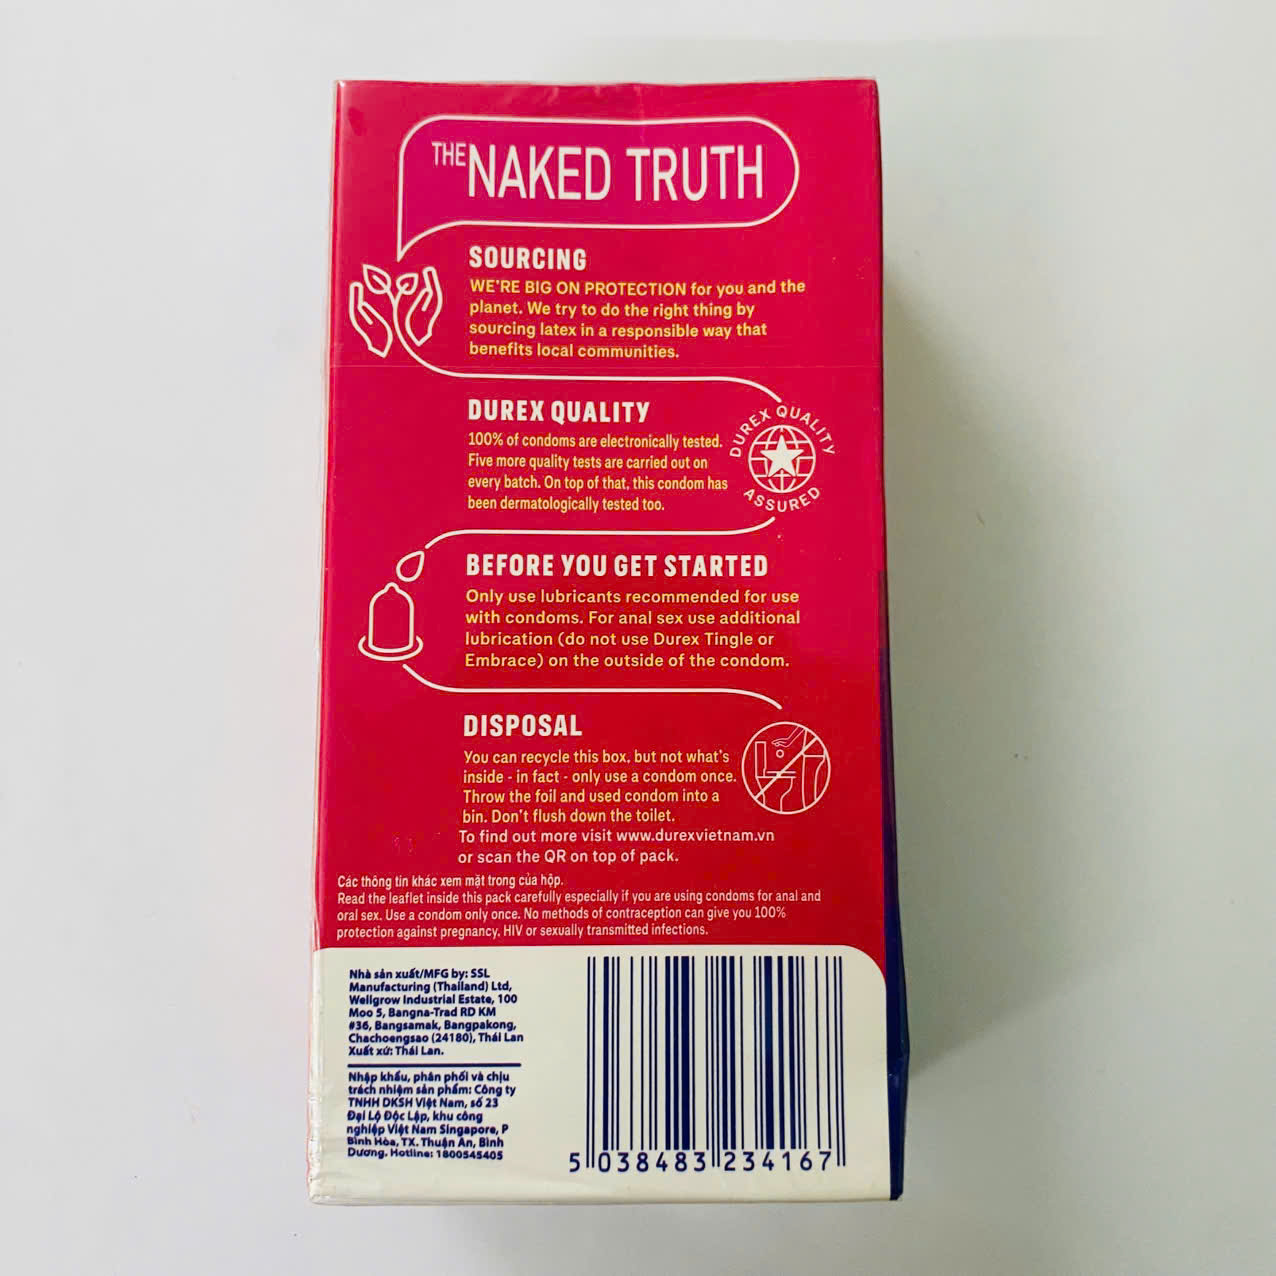 THE NAKED TRUTH
SOURCING
WE'RE BIG ON PROTECTION for you and the
planet. We try to do the right thing by
sourcing latex in a responsible way that
benefits local communities.
DUREX QUALITY
100% of condoms are electronically tested.
Five more quality tests are carried out on
every batch. On top of that, this condom has
been dermatologically tested too.
DUREX QUALITY
ASSURED
BEFORE YOU GET STARTED
Only use lubricants recommended for use
with condoms. For anal sex use additional
lubrication (do not use Durex Tingle or
Embrace) on the outside of the condom.
DISPOSAL
You can recycle this box, but not what's
inside - in fact - only use a condom once.
Throw the foil and used condom into a
bin. Don't flush down the toilet.
To find out more visit www.durexvietnam.vn
or scan the QR on top of pack.
Các thông tin khác xem mặt trong của hộp.
Read the leaflet inside this pack carefully especially if you are using condoms for anal and
oral sex. Use a condom only once. No methods of contraception can give you 100%
protection against pregnancy. HIV or sexually transmitted infections.
Nhà sản xuất/MFG by: SSL
Manufacturing (Thailand) Ltd,
Wellgrow Industrial Estate, 100
Moo 5, Bangna-Trad RD KM
#36, Bangsamak, Bangpakong,
Chachoengsao (24180), Thái Lan
Xuất xứ: Thái Lan.
Nhập khẩu, phân phối và chịu
trách nhiệm sản phẩm: Công ty
TNHH DKSH Việt Nam, số 23
Đại Lộ Độc Lập, khu công
nghiệp Việt Nam Singapore, P
Bình Hòa, TX. Thuận An, Bình
Dương. Hotline: 1800545405
5 038483 234167